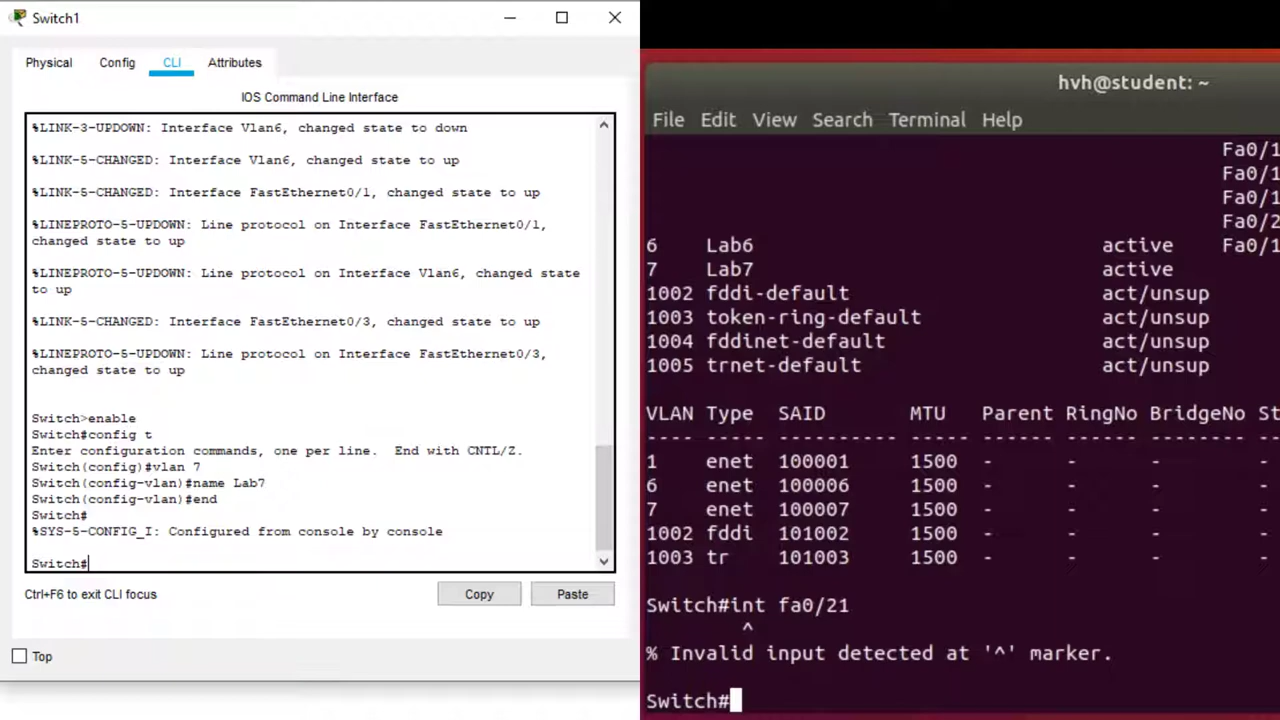 Switch1
Physical Config CLI Attributes
IOS Command Line Interface
%LINK-3-UPDOWN: Interface Vlan6, changed state to down
%LINK-5-CHANGED: Interface Vlan6, changed state to up
%LINK-5-CHANGED: Interface FastEthernet0/1, changed state to up
%LINEPROTO-5-UPDOWN: Line protocol on Interface FastEthernet0/1,
changed state to up
%LINEPROTO-5-UPDOWN: Line protocol on Interface Vlan6, changed state
to up
%LINK-5-CHANGED: Interface FastEthernet0/3, changed state to up
%LINEPROTO-5-UPDOWN: Line protocol on Interface FastEthernet0/3,
changed state to up
Switch>enable
Switch#config t
Enter configuration commands, one per line.  End with CNTL/Z.
Switch(config)#vlan 7
Switch(config-vlan)#name Lab7
Switch(config-vlan)#end
Switch#
%SYS-5-CONFIG_I: Configured from console by console
Switch#
Ctrl+F6 to exit CLI focus
Copy
Paste
Top
hvh@student: ~
File Edit View Search Terminal Help
Fa0/1
Fa0/1
Fa0/1
Fa0/2
6 Lab6 active Fa0/1
7 Lab7 active
1002 fddi-default act/unsup
1003 token-ring-default act/unsup
1004 fddinet-default act/unsup
1005 trnet-default act/unsup
VLAN Type SAID MTU Parent RingNo BridgeNo St
---- ----- ---------- ----- ------ ------ -------- --
1 enet 100001 1500 - - -
6 enet 100006 1500 - - -
7 enet 100007 1500 - - -
1002 fddi 101002 1500 - - -
1003 tr 101003 1500 - - -
Switch#int fa0/21
^
% Invalid input detected at '^' marker.
Switch#